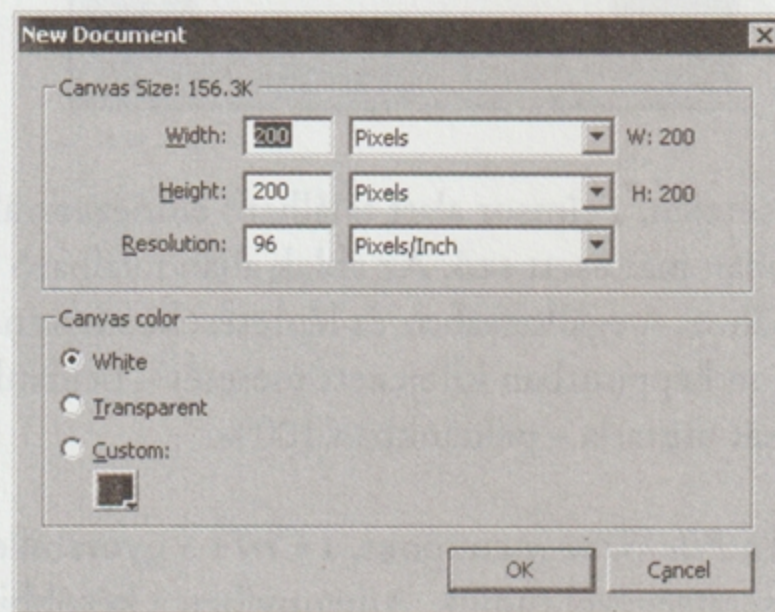 New Document
Canvas Size: 156.3K
Width: 200 Pixels W: 200
Height: 200 Pixels H: 200
Resolution: 96 Pixels/Inch
Canvas color
White
Transparent
Custom:
OK Cancel